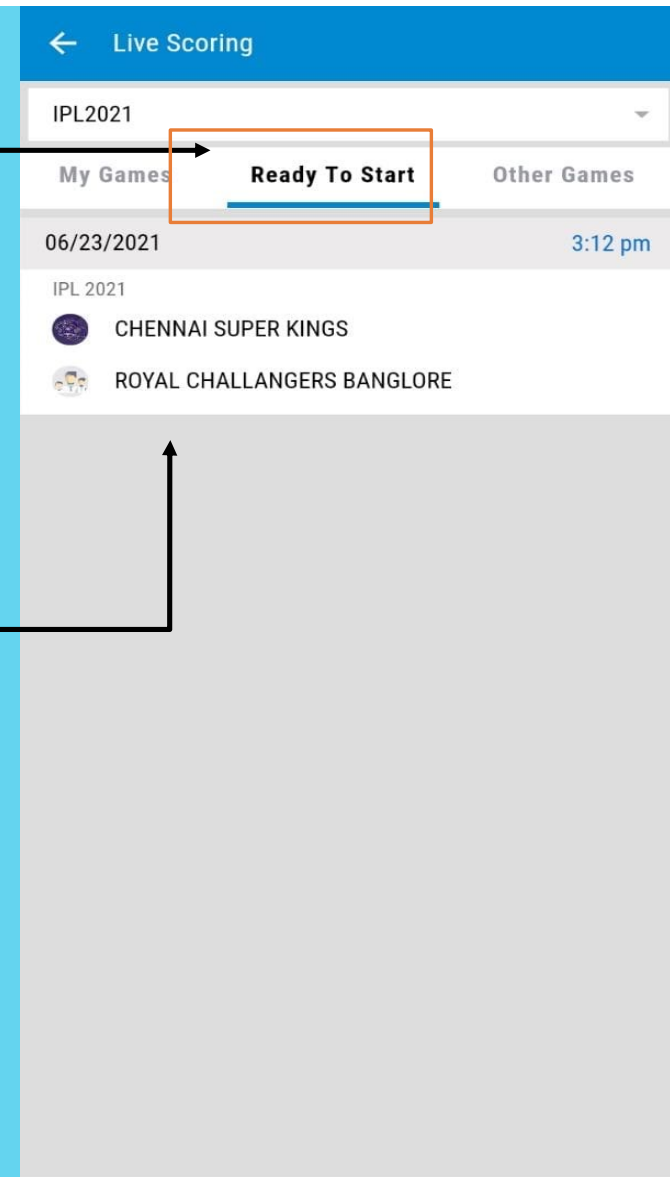 Live Scoring
IPL2021
My Games Ready To Start Other Games
06/23/2021 3:12 pm
IPL 2021
CHENNAI SUPER KINGS
ROYAL CHALLANGERS BANGLORE